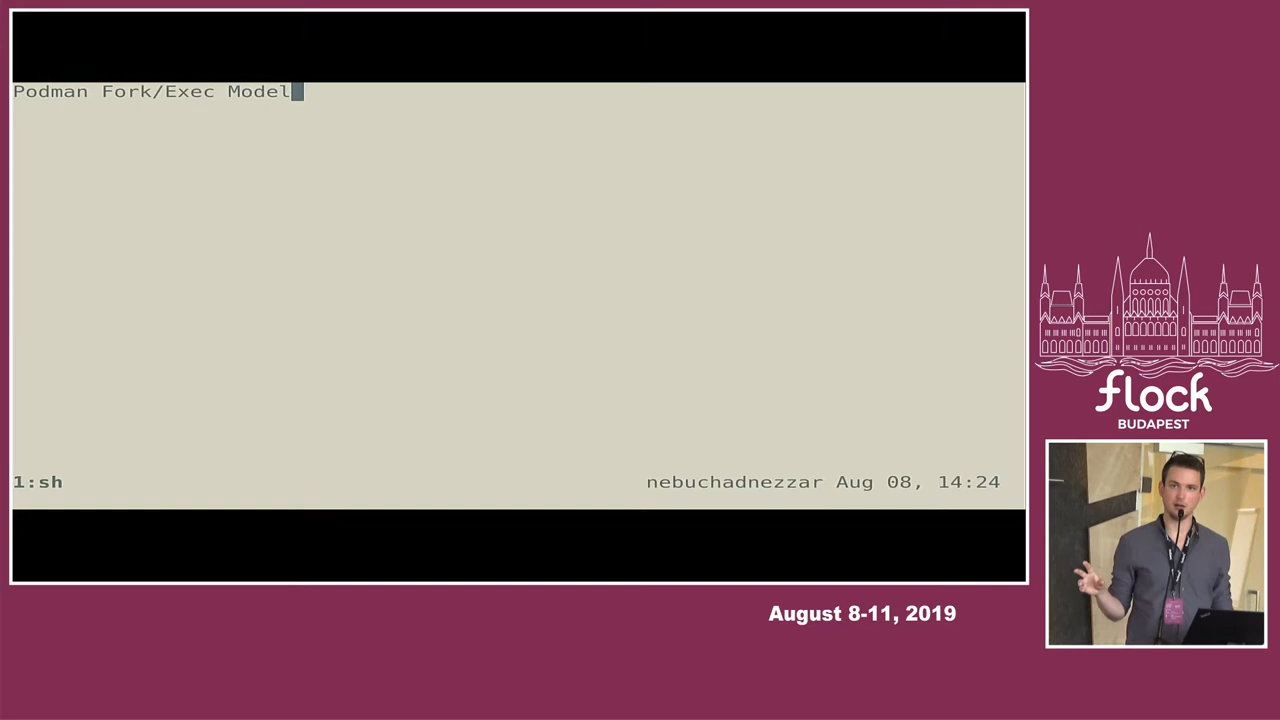 Podman Fork/Exec Model
1:sh
nebuchadnezzar Aug 08, 14:24
flock
BUDAPEST
August 8-11, 2019